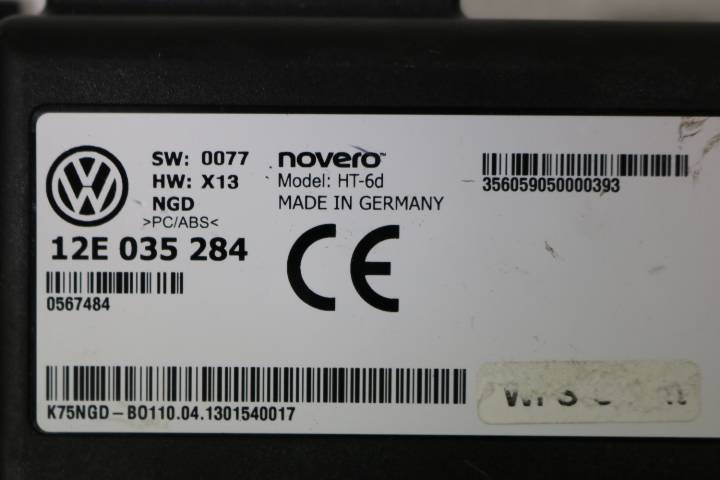 SW: 0077
HW: X13
NGD
>PC/ABS<
12E 035 284
0567484
novero™
Model: HT-6d
MADE IN GERMANY
CE
356059050000393
K75NGD-B0110.04.1301540017